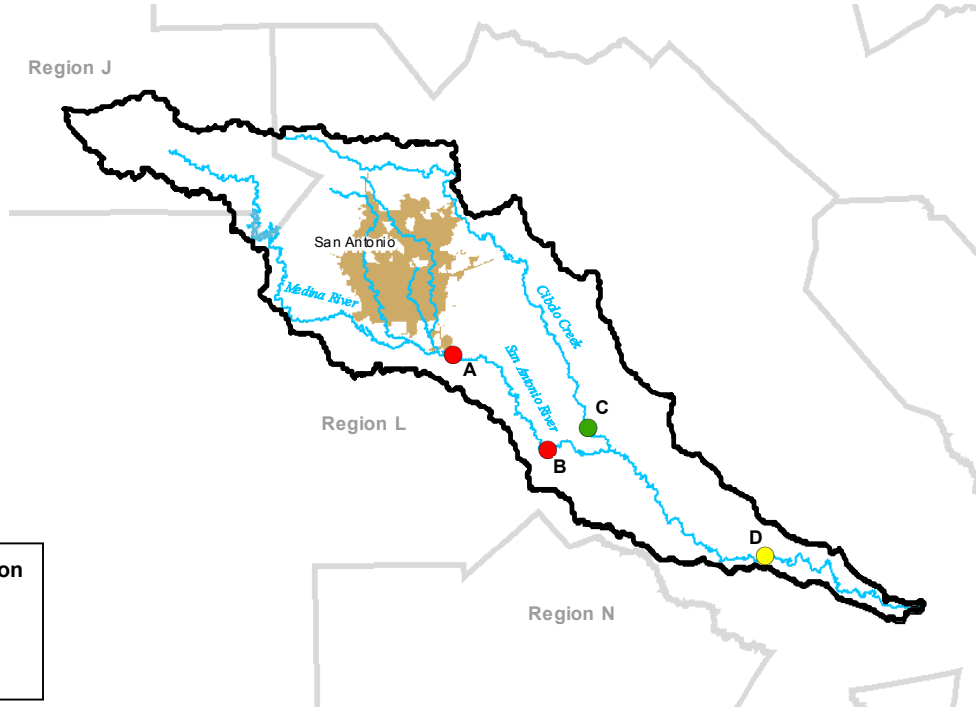 Region J
San Antonio
Medina River
Cibolo Creek
San Antonio River
A
C
Region L
B
D
on
Region N